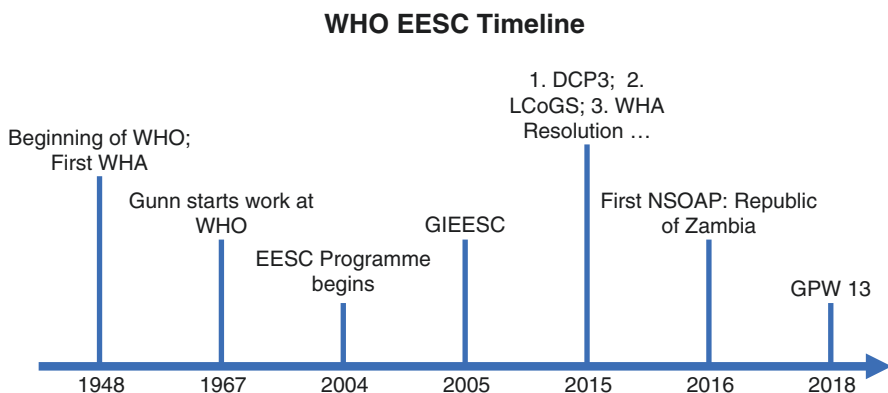 WHO EESC Timeline
Beginning of WHO;
First WHA
Gunn starts work at
WHO
EESC Programme
begins
GIEESC
1. DCP3; 2.
LCoGS; 3. WHA
Resolution …
First NSOAP: Republic
of Zambia
GPW 13
1948
1967
2004
2005
2015
2016
2018